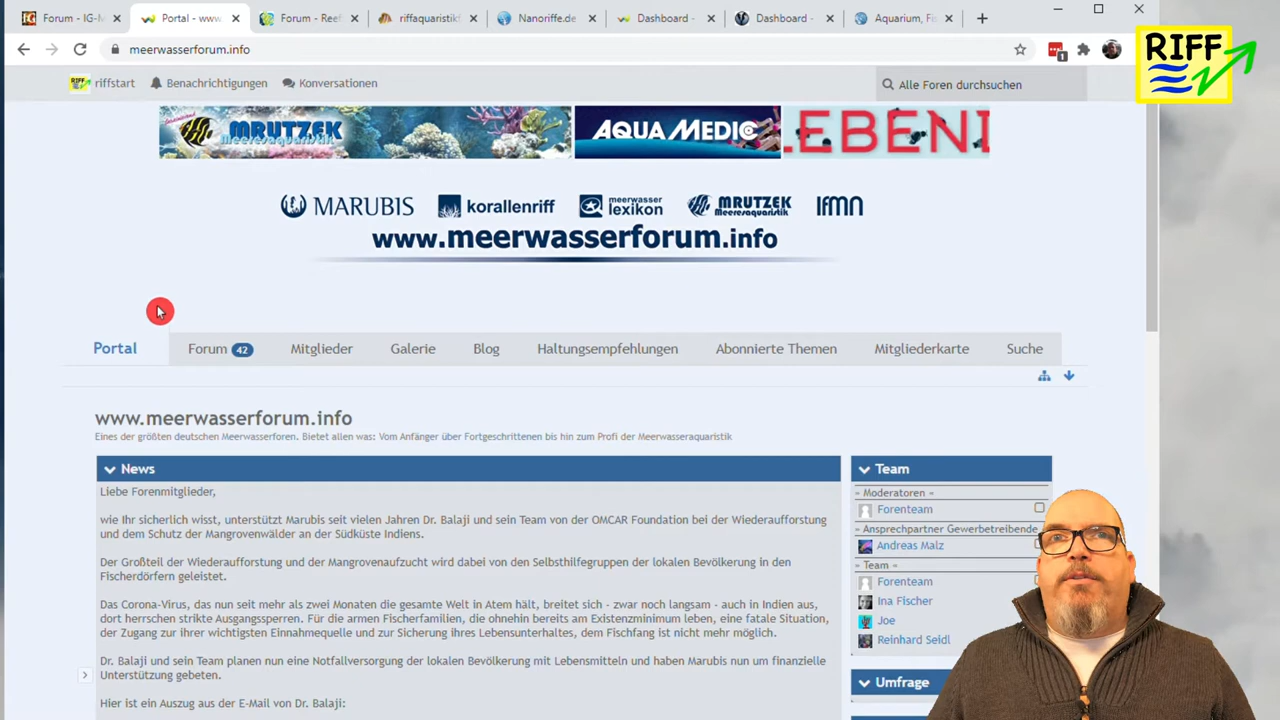 Forum - IG-M
Portal - www
Forum - Reef
riffaquaristik
Nanoriffe.de
Dashboard -
Dashboard -
Aquarium, Fi
meerwasserforum.info
1
RIFF
riffstart
Benachrichtigungen
Konversationen
Alle Foren durchsuchen
MRUTZEK
Meeresaquaristik
AQUA MEDIC
LEBENI
MARUBIS
korallenriff
meerwasser
lexikon
MRUTZEK
Meeresaquaristik
IFMN
www.meerwasserforum.info
Portal
Forum 42
Mitglieder
Galerie
Blog
Haltungsempfehlungen
Abonnierte Themen
Mitgliederkarte
Suche
www.meerwasserforum.info
Eines der größten deutschen Meerwasserforen. Bietet allen was: Vom Anfänger über Fortgeschrittenen bis hin zum Profi der Meerwasseraquaristik
News
Liebe Forenmitglieder,
wie Ihr sicherlich wisst, unterstützt Marubis seit vielen Jahren Dr. Balaji und sein Team von der OMCAR Foundation bei der Wiederaufforstung
und dem Schutz der Mangrovenwälder an der Südküste Indiens.
Der Großteil der Wiederaufforstung und der Mangrovenaufzucht wird dabei von den Selbsthilfegruppen der lokalen Bevölkerung in den
Fischerdörfern geleistet.
Das Corona-Virus, das nun seit mehr als zwei Monaten die gesamte Welt in Atem hält, breitet sich - zwar noch langsam - auch in Indien aus,
dort herrschen strikte Ausgangssperren. Für die armen Fischerfamilien, die ohnehin bereits am Existenzminimum leben, eine fatale Situation,
der Zugang zur ihrer wichtigsten Einnahmequelle und zur Sicherung ihres Lebensunterhaltes, dem Fischfang ist nicht mehr möglich.
Dr. Balaji und sein Team planen nun eine Notfallversorgung der lokalen Bevölkerung mit Lebensmitteln und haben Marubis nun um finanzielle
Unterstützung gebeten.
Hier ist ein Auszug aus der E-Mail von Dr. Balaji:
Team
» Moderatoren «
Forenteam
» Ansprechpartner Gewerbetreibende
Andreas Malz
» Team «
Forenteam
Ina Fischer
Joe
Reinhard Seidl
Umfrage